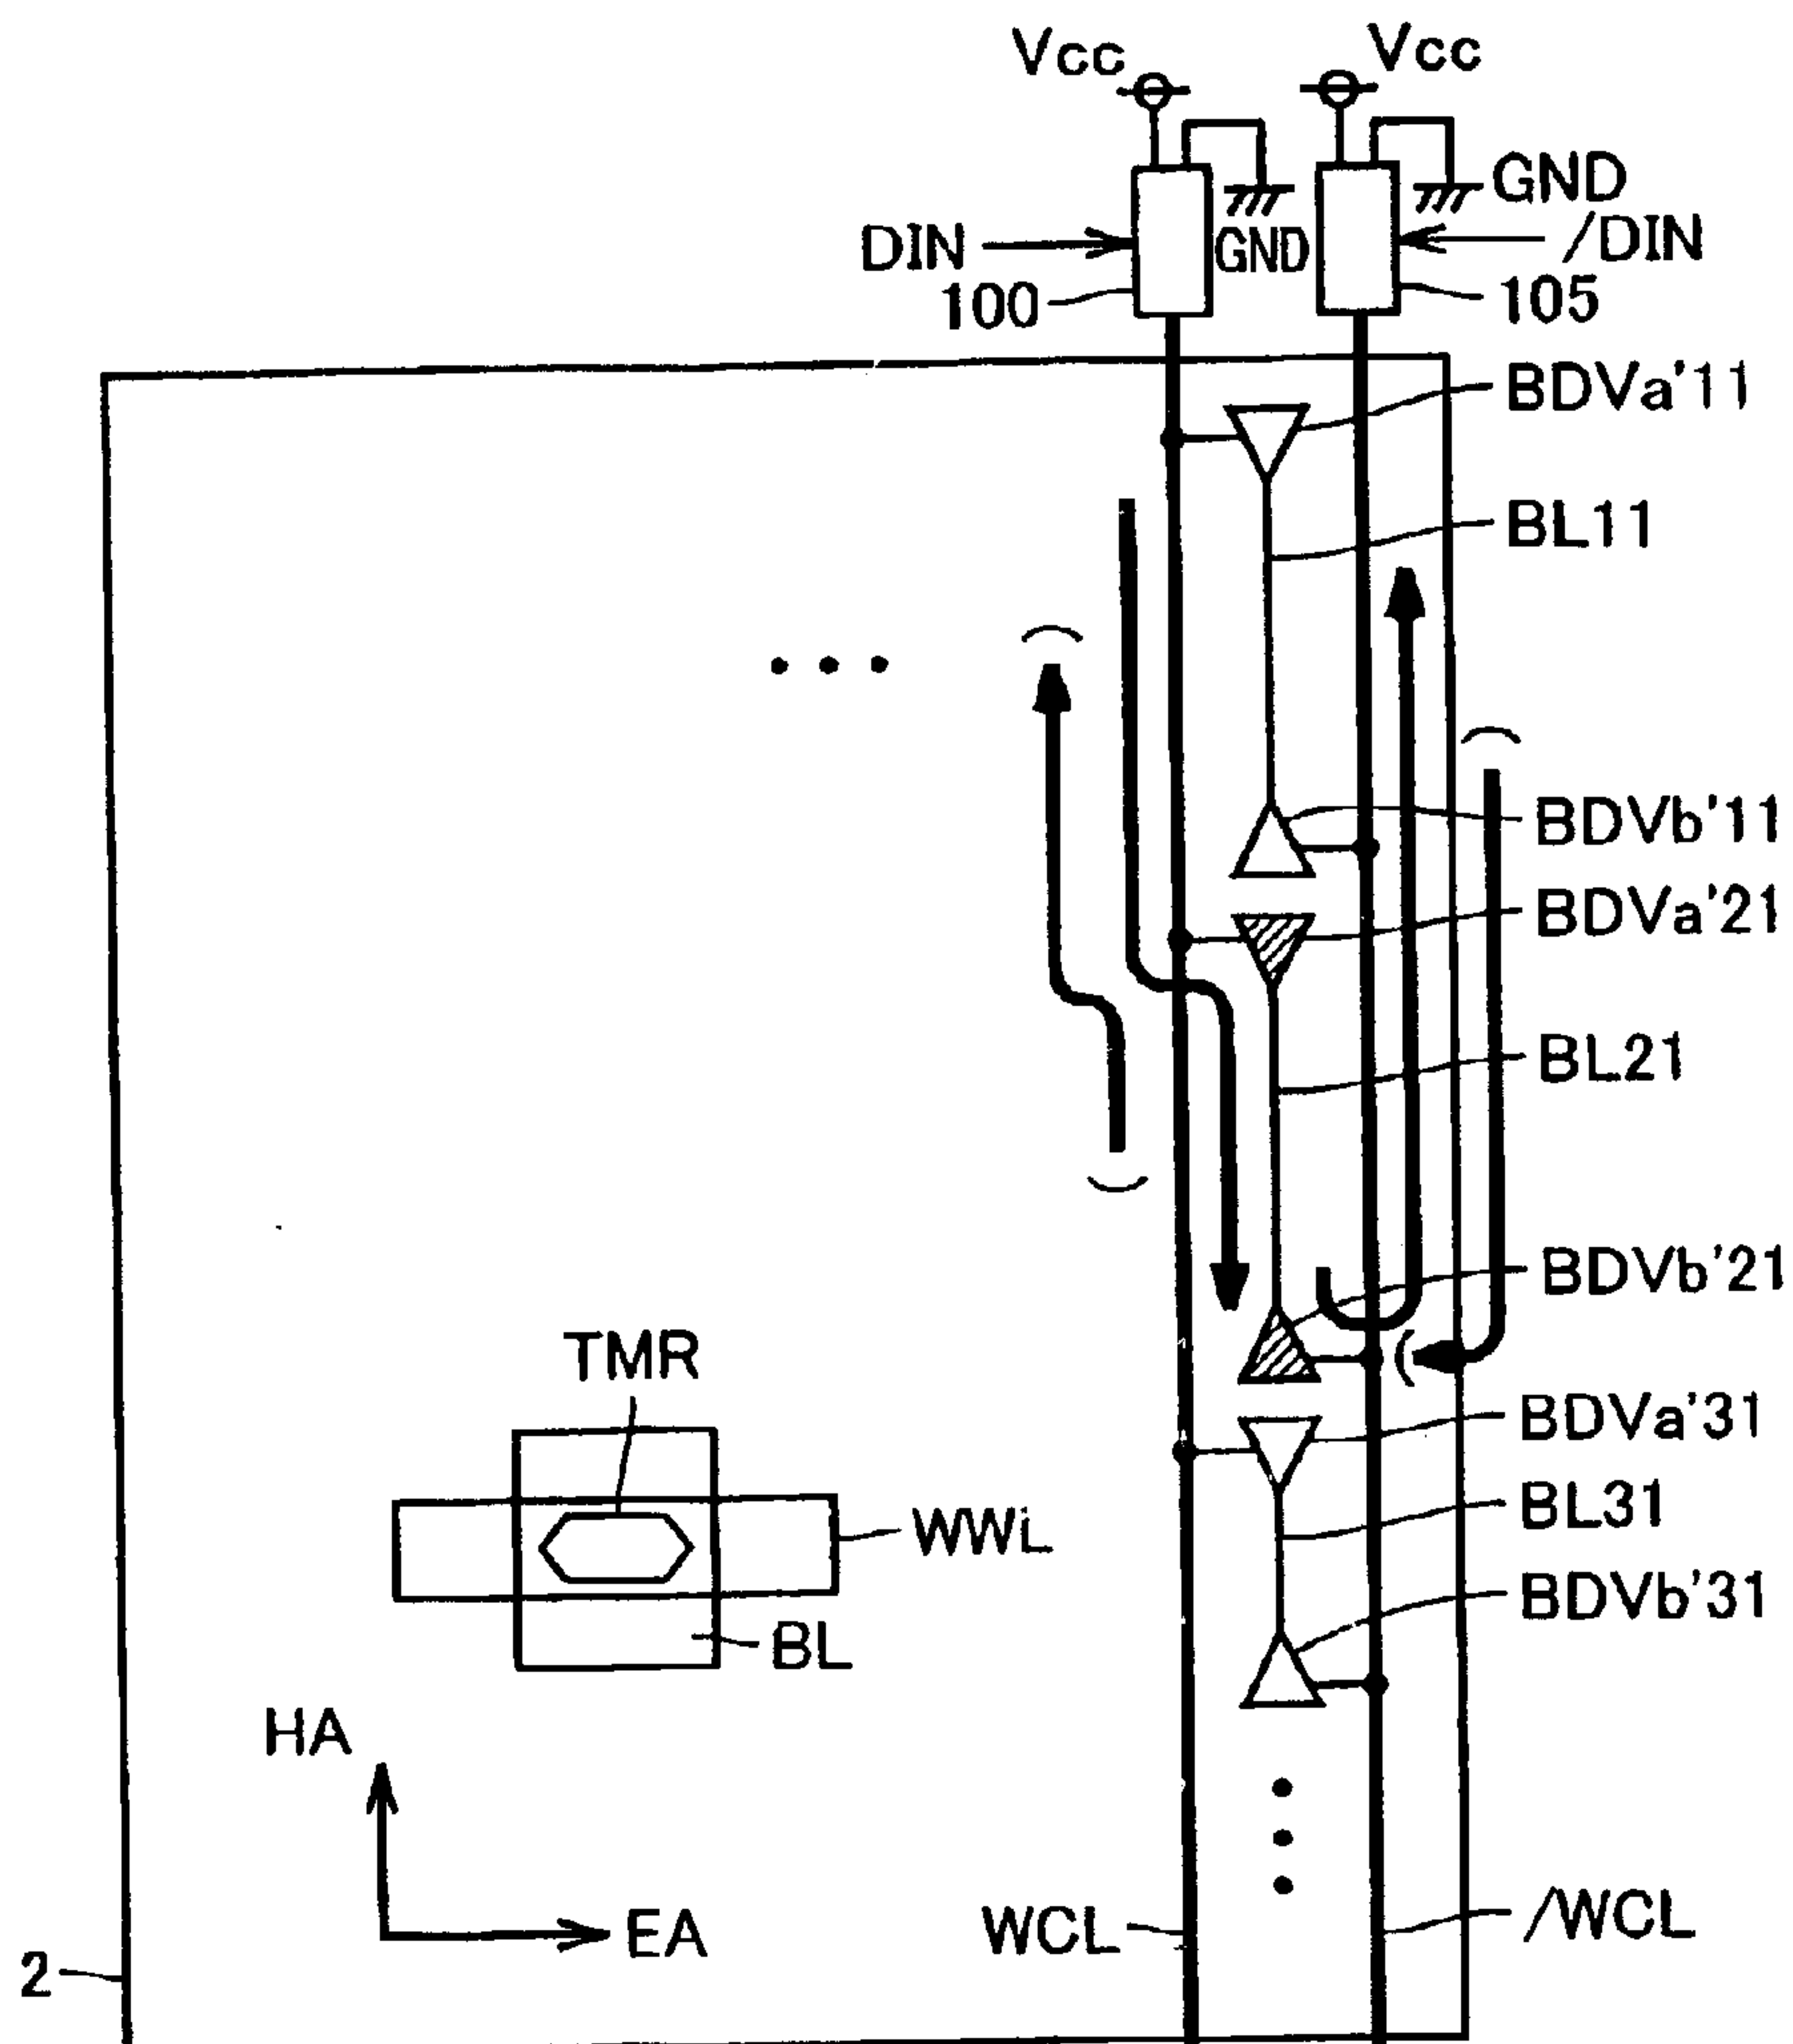 Vcc Vcc
GND
DIN GND /DIN
100 105
BDVa'11
BL11
BDVb'11
BDVa'21
BL21
BDVb'21
TMR
BDVa'31
BL31
WWL
BDVb'31
BL
HA
EA
WCL /WCL
2